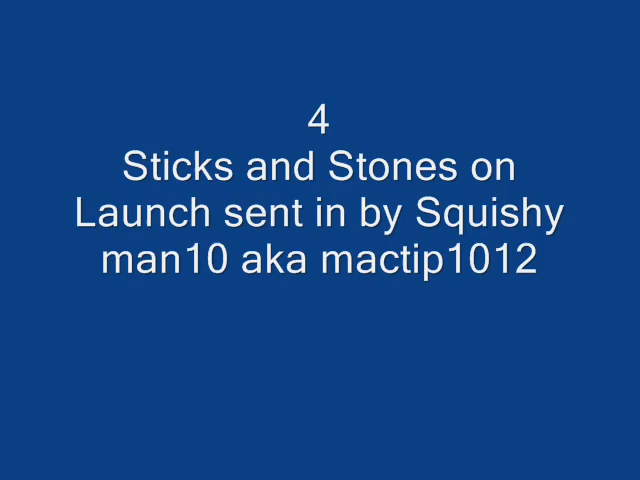 4
Sticks and Stones on
Launch sent in by Squishy
man10 aka mactip1012